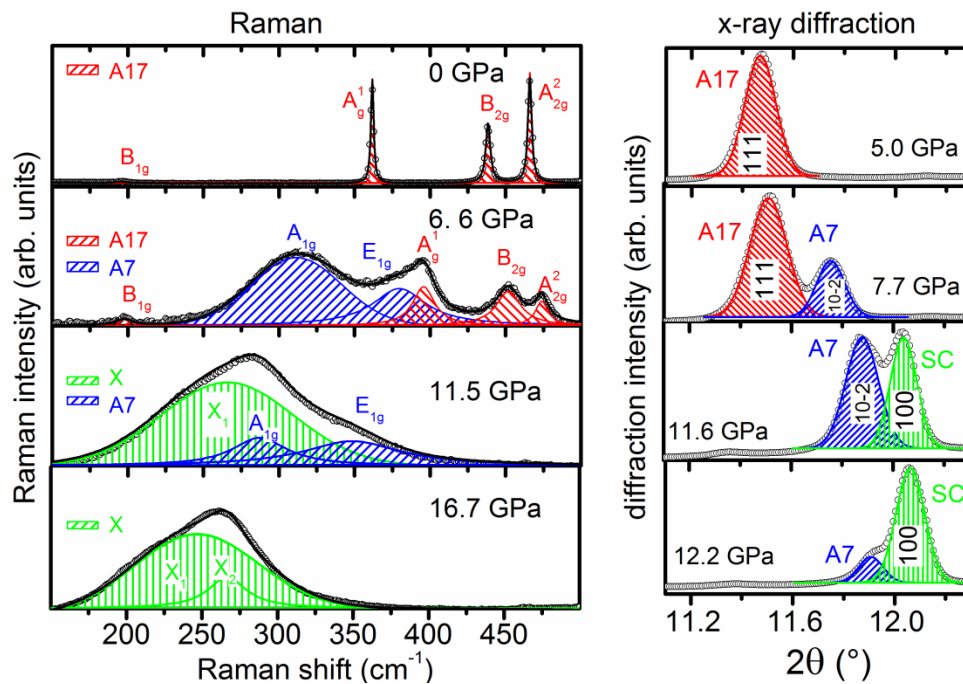 Raman
x-ray diffraction
Raman intensity (arb. units)
A17
0 GPa
B1g
Ag1
B2g
A2g2
A17
A7
6. 6 GPa
B1g
A1g
E1g
Ag1
B2g
A2g2
X
A7
11.5 GPa
X1
A1g
E1g
X
16.7 GPa
X1
X2
200 250 300 350 400 450
Raman shift (cm-1)
diffraction intensity (arb. units)
A17
111
5.0 GPa
A17
A7
111
10-2
7.7 GPa
A7
SC
10-2
100
11.6 GPa
SC
A7
100
12.2 GPa
11.2 11.6 12.0
2θ (°)